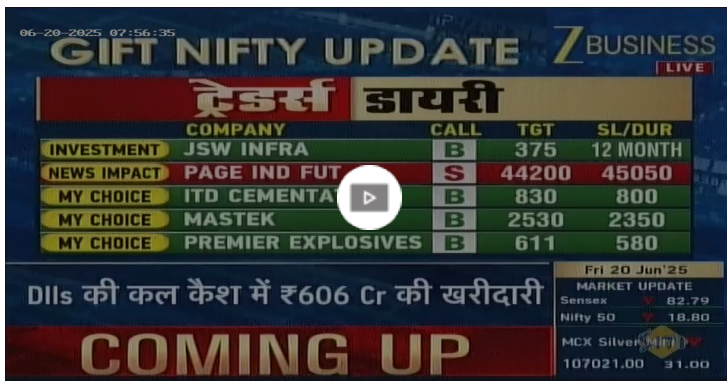 06-20-2025 07:56:35
GIFT NIFTY UPDATE
Z BUSINESS
LIVE
ट्रेडर्स डायरी
COMPANY CALL TGT SL/DUR
INVESTMENT JSW INFRA B 375 12 MONTH
NEWS IMPACT PAGE IND FUT S 44200 45050
MY CHOICE ITD CEMENTA B 830 800
MY CHOICE MASTEK B 2530 2350
MY CHOICE PREMIER EXPLOSIVES B 611 580
DIIs की कल कैश में ₹606 Cr की खरीदारी
COMING UP
Fri 20 Jun'25
MARKET UPDATE
Sensex 82.79
Nifty 50 18.80
MCX Silver Mini
107021.00 31.00